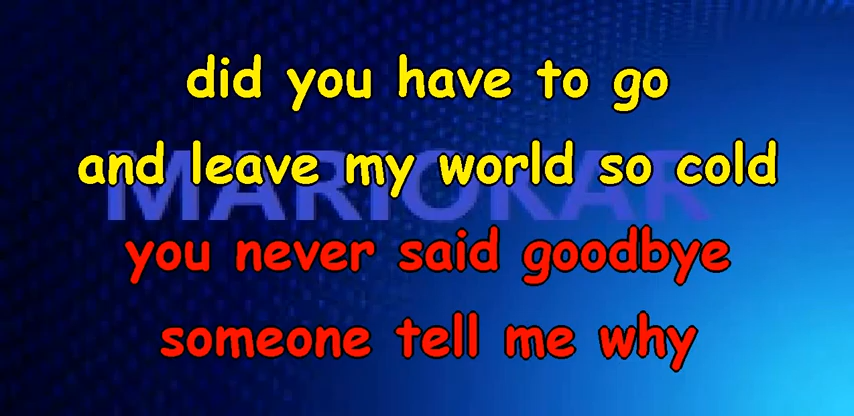 did you have to go
and leave my world so cold
MARIOKAR
you never said goodbye
someone tell me why